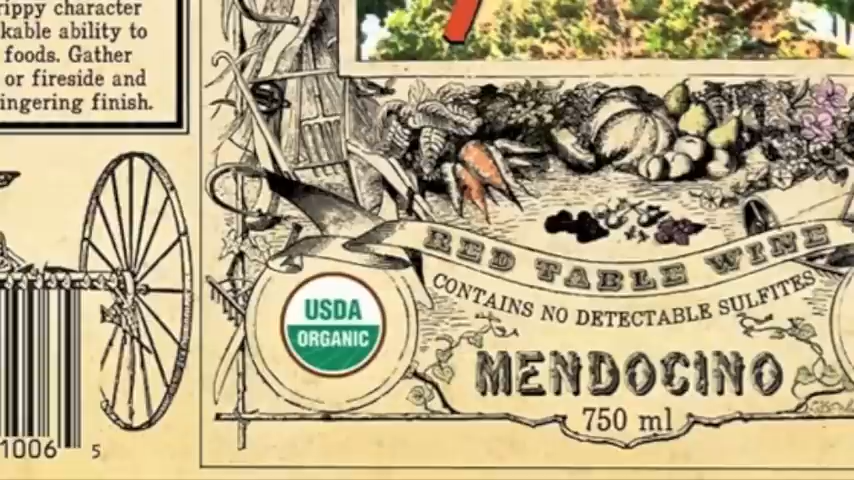 rippy character
kable ability to
foods. Gather
or fireside and
ingering finish.
1006 5
RED TABLE WINE
CONTAINS NO DETECTABLE SULFITES
USDA
ORGANIC
MENDOCINO
750 ml